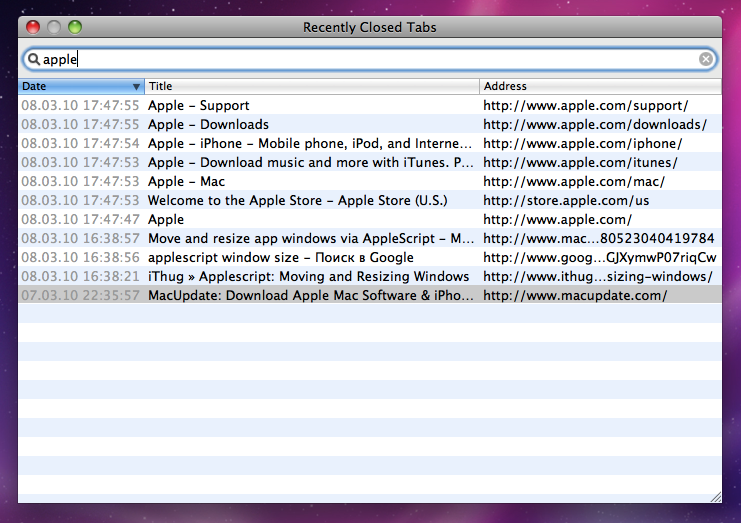 Recently Closed Tabs
apple
Date Title Address
08.03.10 17:47:55 Apple – Support http://www.apple.com/support/
08.03.10 17:47:55 Apple – Downloads http://www.apple.com/downloads/
08.03.10 17:47:54 Apple – iPhone – Mobile phone, iPod, and Interne... http://www.apple.com/iphone/
08.03.10 17:47:53 Apple – Download music and more with iTunes. P... http://www.apple.com/itunes/
08.03.10 17:47:53 Apple – Mac http://www.apple.com/mac/
08.03.10 17:47:53 Welcome to the Apple Store – Apple Store (U.S.) http://store.apple.com/us
08.03.10 17:47:47 Apple http://www.apple.com/
08.03.10 16:38:57 Move and resize app windows via AppleScript – M... http://www.mac...80523040419784
08.03.10 16:38:56 applescript window size – Поиск в Google http://www.goog...GJXymwP07riqCw
08.03.10 16:38:21 iThug » Applescript: Moving and Resizing Windows http://www.ithug...sizing-windows/
07.03.10 22:35:57 MacUpdate: Download Apple Mac Software & iPho... http://www.macupdate.com/